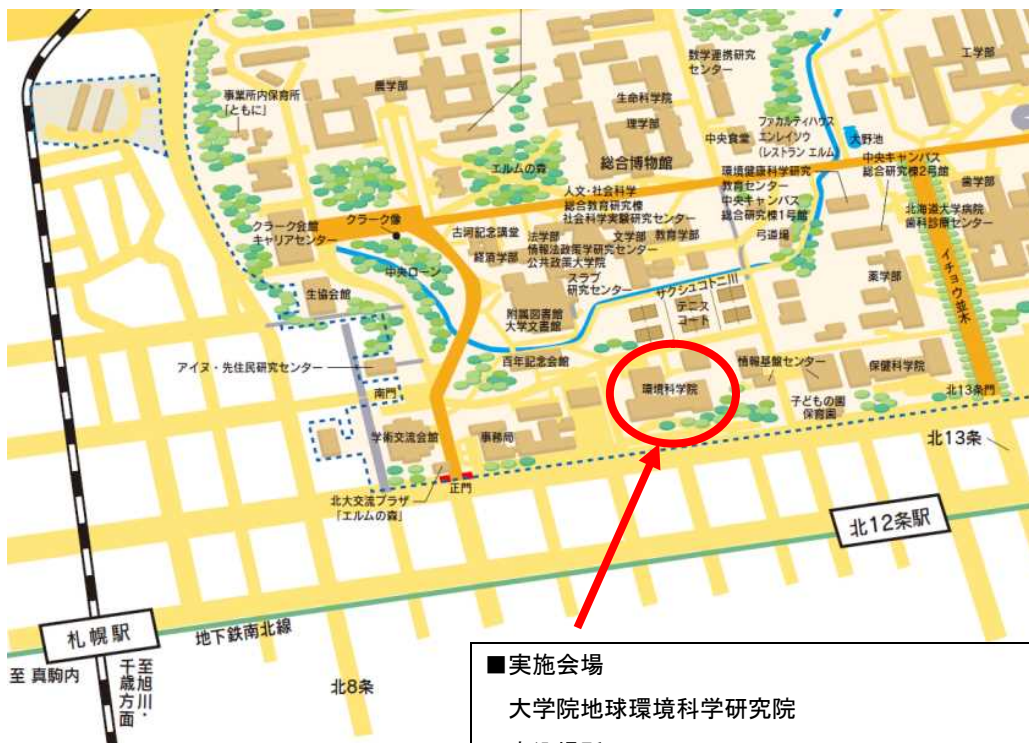 数学連携研究
センター
工学部
農学部
事業所内保育所
「ともに」
生命科学院
理学部
ファカルティハウス
エンレイソウ
(レストラン エルム)
中央食堂
大野池
総合博物館
エルムの森
環境健康科学研究
教育センター
中央キャンパス
総合研究棟1号館
中央キャンパス
総合研究棟2号館
歯学部
人文・社会科学
総合教育研究棟
社会科学実験研究センター
北海道大学病院
歯科診療センター
クラーク会館
キャリアセンター
クラーク像
古河記念講堂
法学部
文学部
教育学部
弓道場
経済学部
情報法政策学研究センター
公共政策大学院
中央ローン
スラブ
研究センター
薬学部
イチョウ並木
サクシュコトニ川
生協会館
テニス
コート
附属図書館
大学文書館
アイヌ・先住民研究センター
百年記念会館
情報基盤センター
保健科学院
環境科学院
南門
子どもの園
保育園
北13条門
学術交流会館
事務局
北13条
正門
北大交流プラザ
「エルムの森」
北12条駅
札幌駅
地下鉄南北線
至 真駒内
至旭川・
千歳方面
北8条
■実施会場
大学院地球環境科学研究院